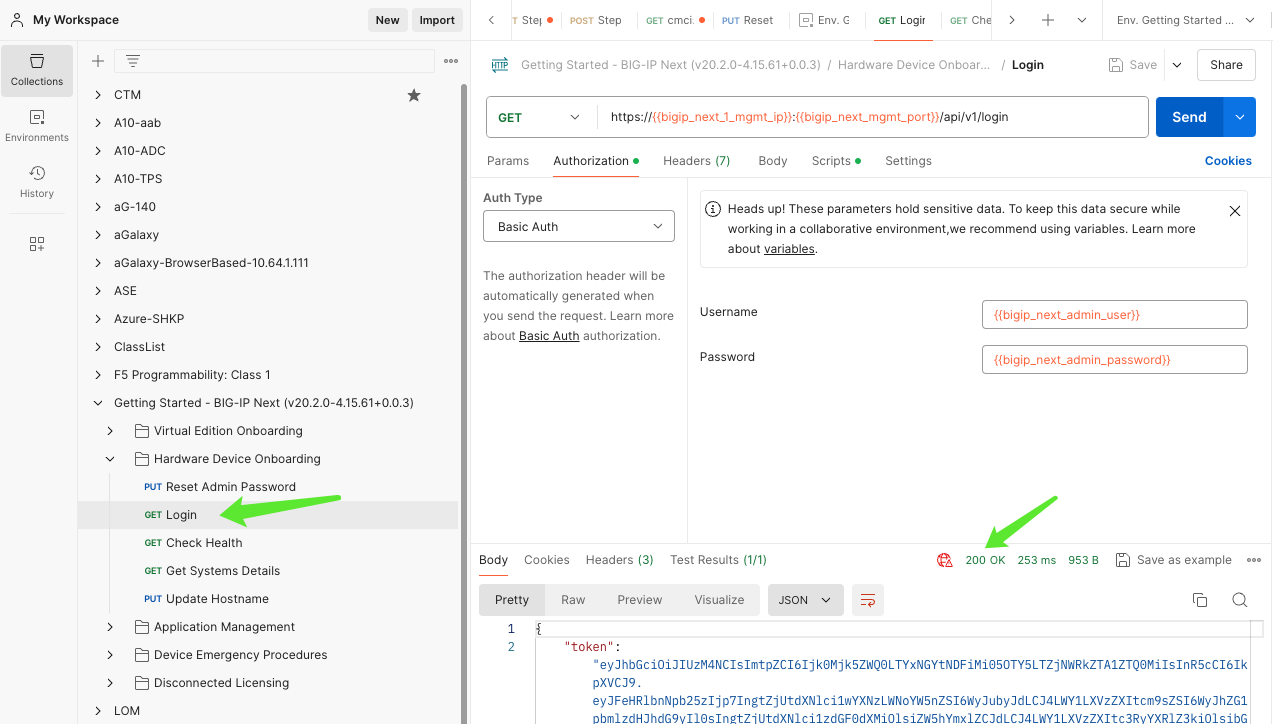 My Workspace
New
Import
Step
POST Step
GET cmci.
PUT Reset
Env. G
GET Login
GET Che
Env. Getting Started ...
Collections
Environments
History
CTM
A10-aab
A10-ADC
A10-TPS
aG-140
aGalaxy
aGalaxy-BrowserBased-10.64.1.111
ASE
Azure-SHKP
ClassList
F5 Programmability: Class 1
Getting Started - BIG-IP Next (v20.2.0-4.15.61+0.0.3)
Virtual Edition Onboarding
Hardware Device Onboarding
PUT Reset Admin Password
GET Login
GET Check Health
GET Get Systems Details
PUT Update Hostname
Application Management
Device Emergency Procedures
Disconnected Licensing
LOM
HTTP
Getting Started - BIG-IP Next (v20.2.0-4.15.61+0.0.3) / Hardware Device Onboar... / Login
Save
Share
GET
https://{{bigip_next_1_mgmt_ip}}:{{bigip_next_mgmt_port}}/api/v1/login
Send
Params
Authorization
Headers (7)
Body
Scripts
Settings
Cookies
Auth Type
Basic Auth
The authorization header will be
automatically generated when
you send the request. Learn more
about Basic Auth authorization.
Heads up! These parameters hold sensitive data. To keep this data secure while
working in a collaborative environment,we recommend using variables. Learn more
about variables.
Username
{{bigip_next_admin_user}}
Password
{{bigip_next_admin_password}}
Body
Cookies
Headers (3)
Test Results (1/1)
200 OK
253 ms
953 B
Save as example
Pretty
Raw
Preview
Visualize
JSON
1 {
2 "token":
"eyJhbGciOiJIUzM4NCIsImtpZCI6Ijk0Mjk5ZWQ0LTYxNGYtNDFiMi05OTY5LTZjNWRkZTA1ZTQ0MiIsInR5cCI6Ik
pXVCJ9.